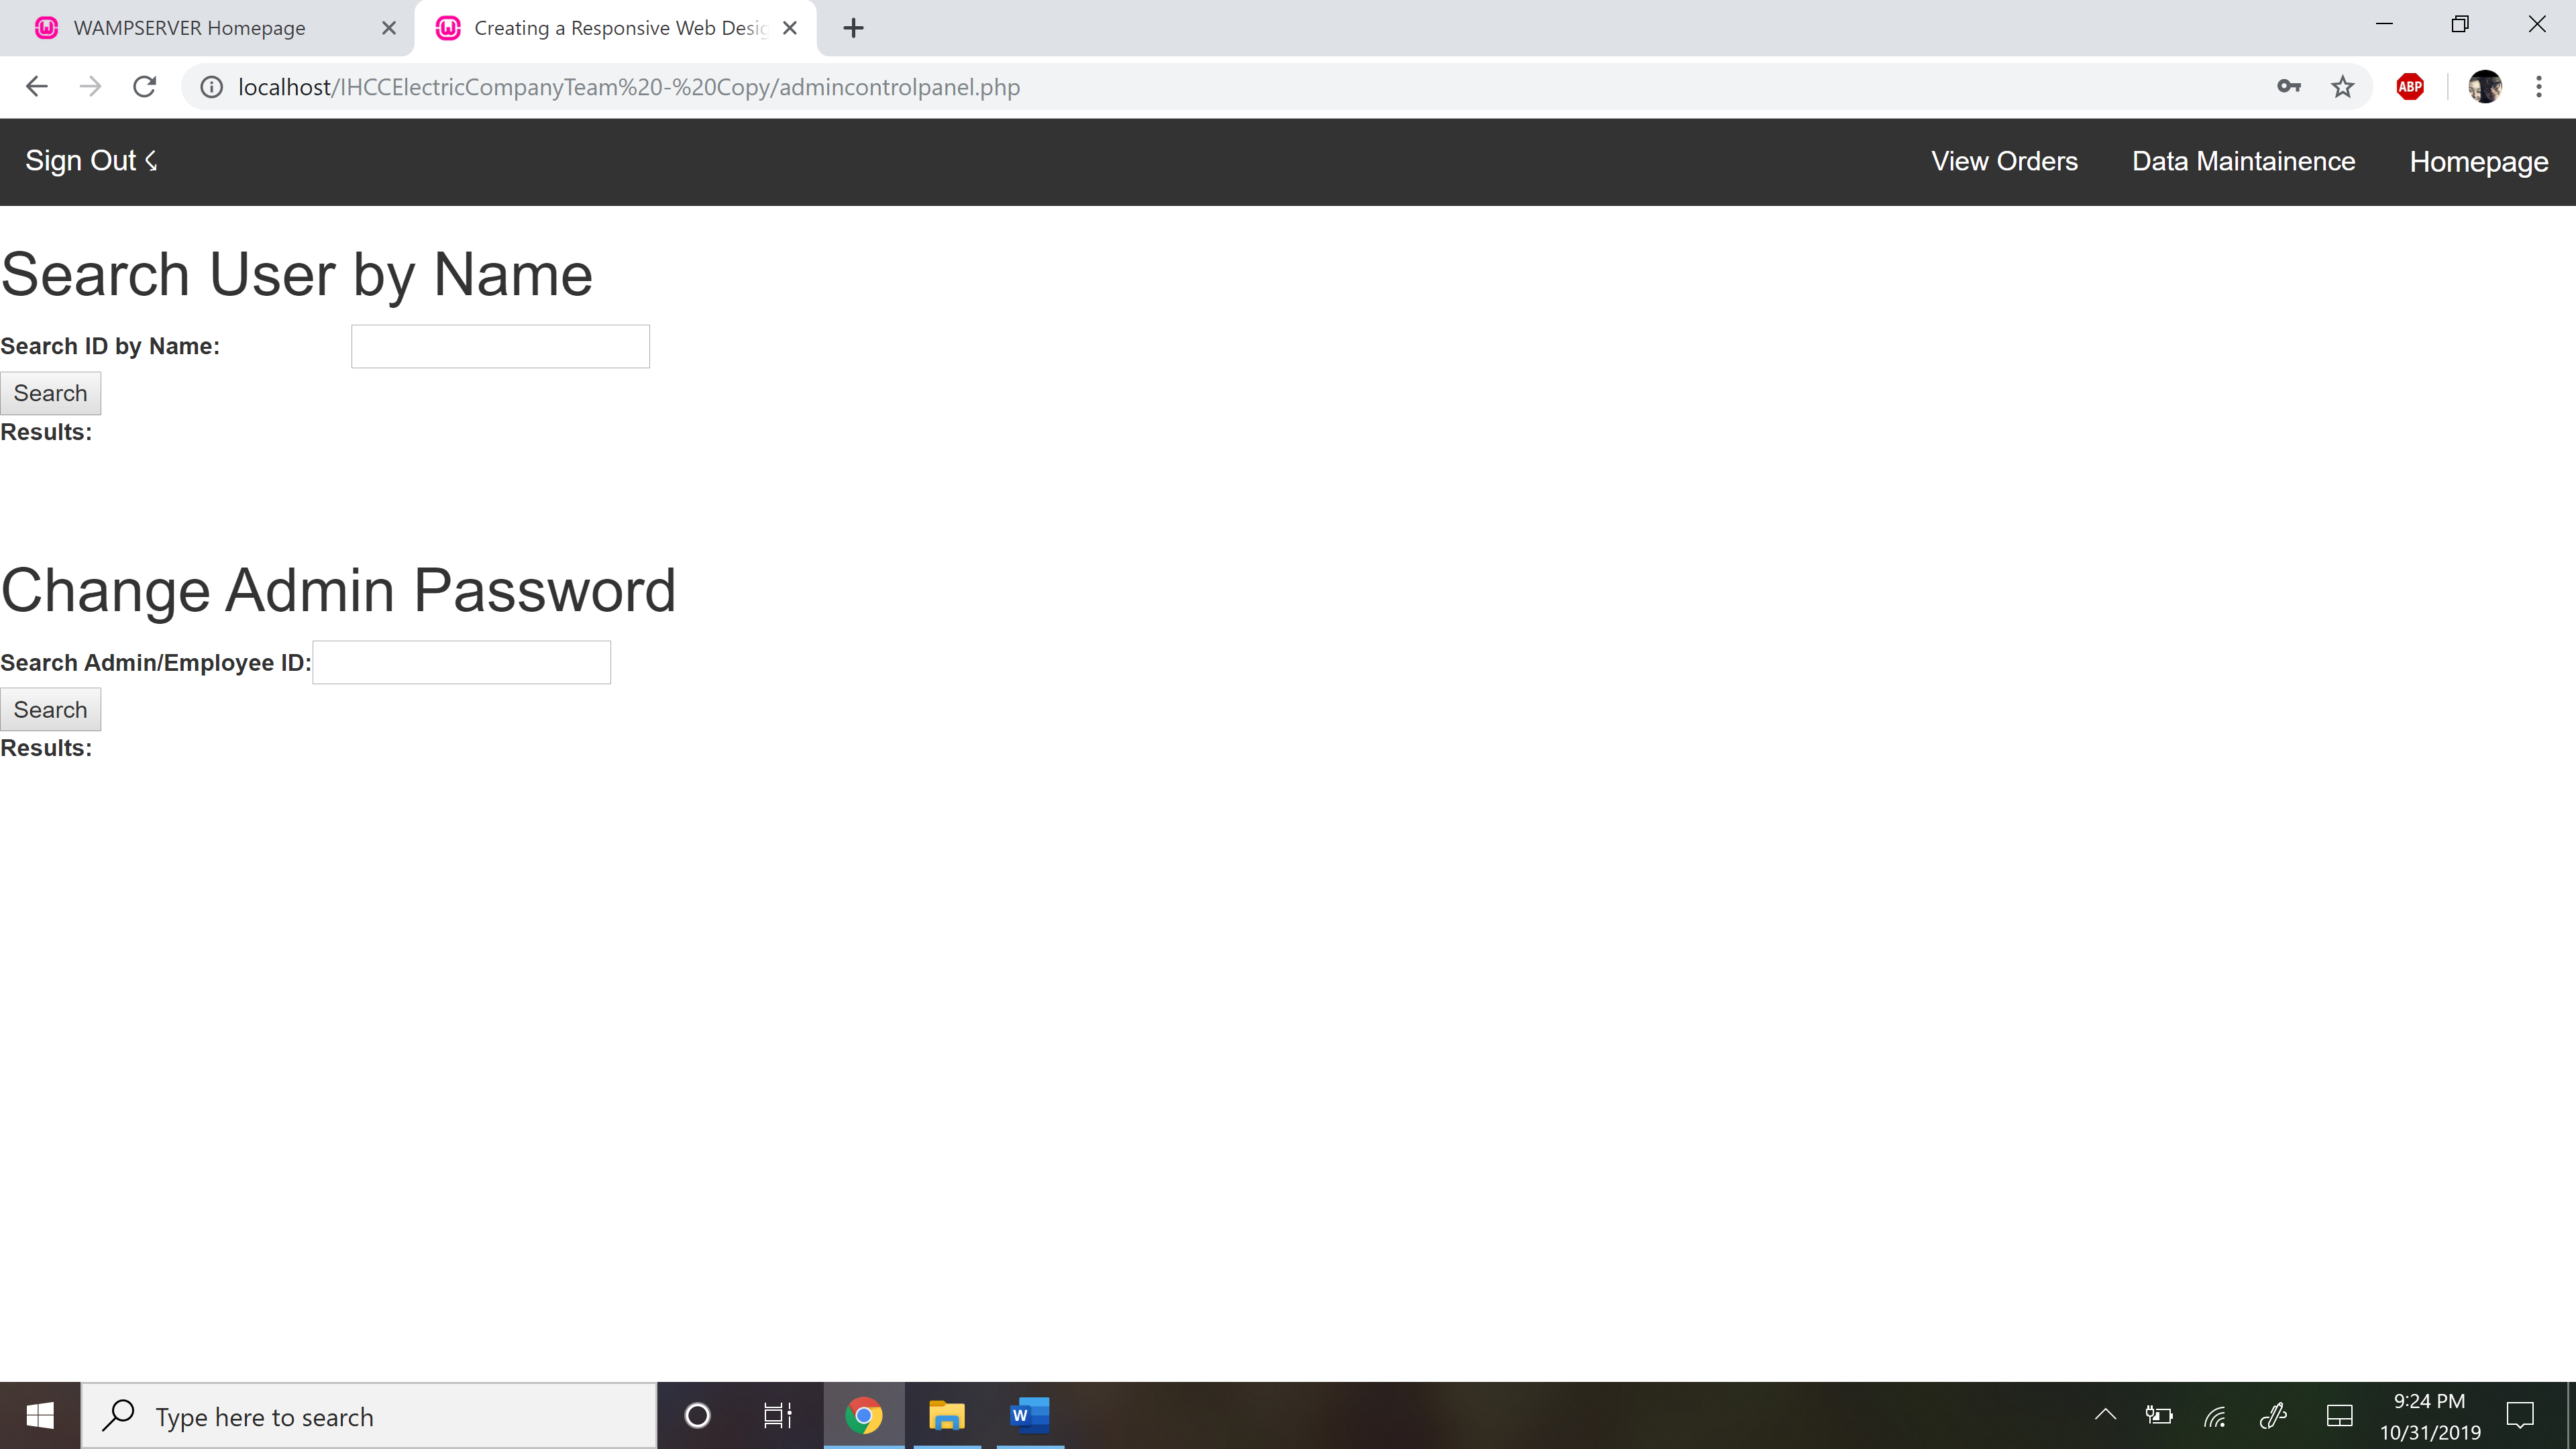 WAMPSERVER Homepage
Creating a Responsive Web Desig
localhost/IHCCElectricCompanyTeam%20-%20Copy/admincontrolpanel.php
ABP
Sign Out
View Orders
Data Maintainence
Homepage
Search User by Name
Search ID by Name:
Search
Results:
Change Admin Password
Search Admin/Employee ID:
Search
Results:
Type here to search
W
9:24 PM
10/31/2019